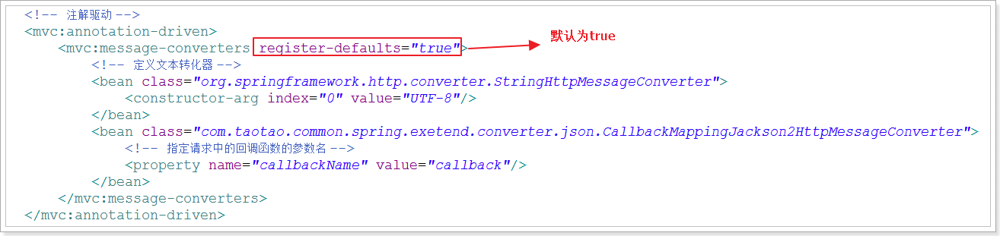 <!-- 注解驱动 -->
<mvc:annotation-driven>
<mvc:message-converters register-defaults="true">
默认为true
<!-- 定义文本转化器 -->
<bean class="org.springframework.http.converter.StringHttpMessageConverter">
<constructor-arg index="0" value="UTF-8"/>
</bean>
<bean class="com.taotao.common.spring.exetend.converter.json.CallbackMappingJackson2HttpMessageConverter">
<!-- 指定请求中的回调函数的参数名 -->
<property name="callbackName" value="callback"/>
</bean>
</mvc:message-converters>
</mvc:annotation-driven>